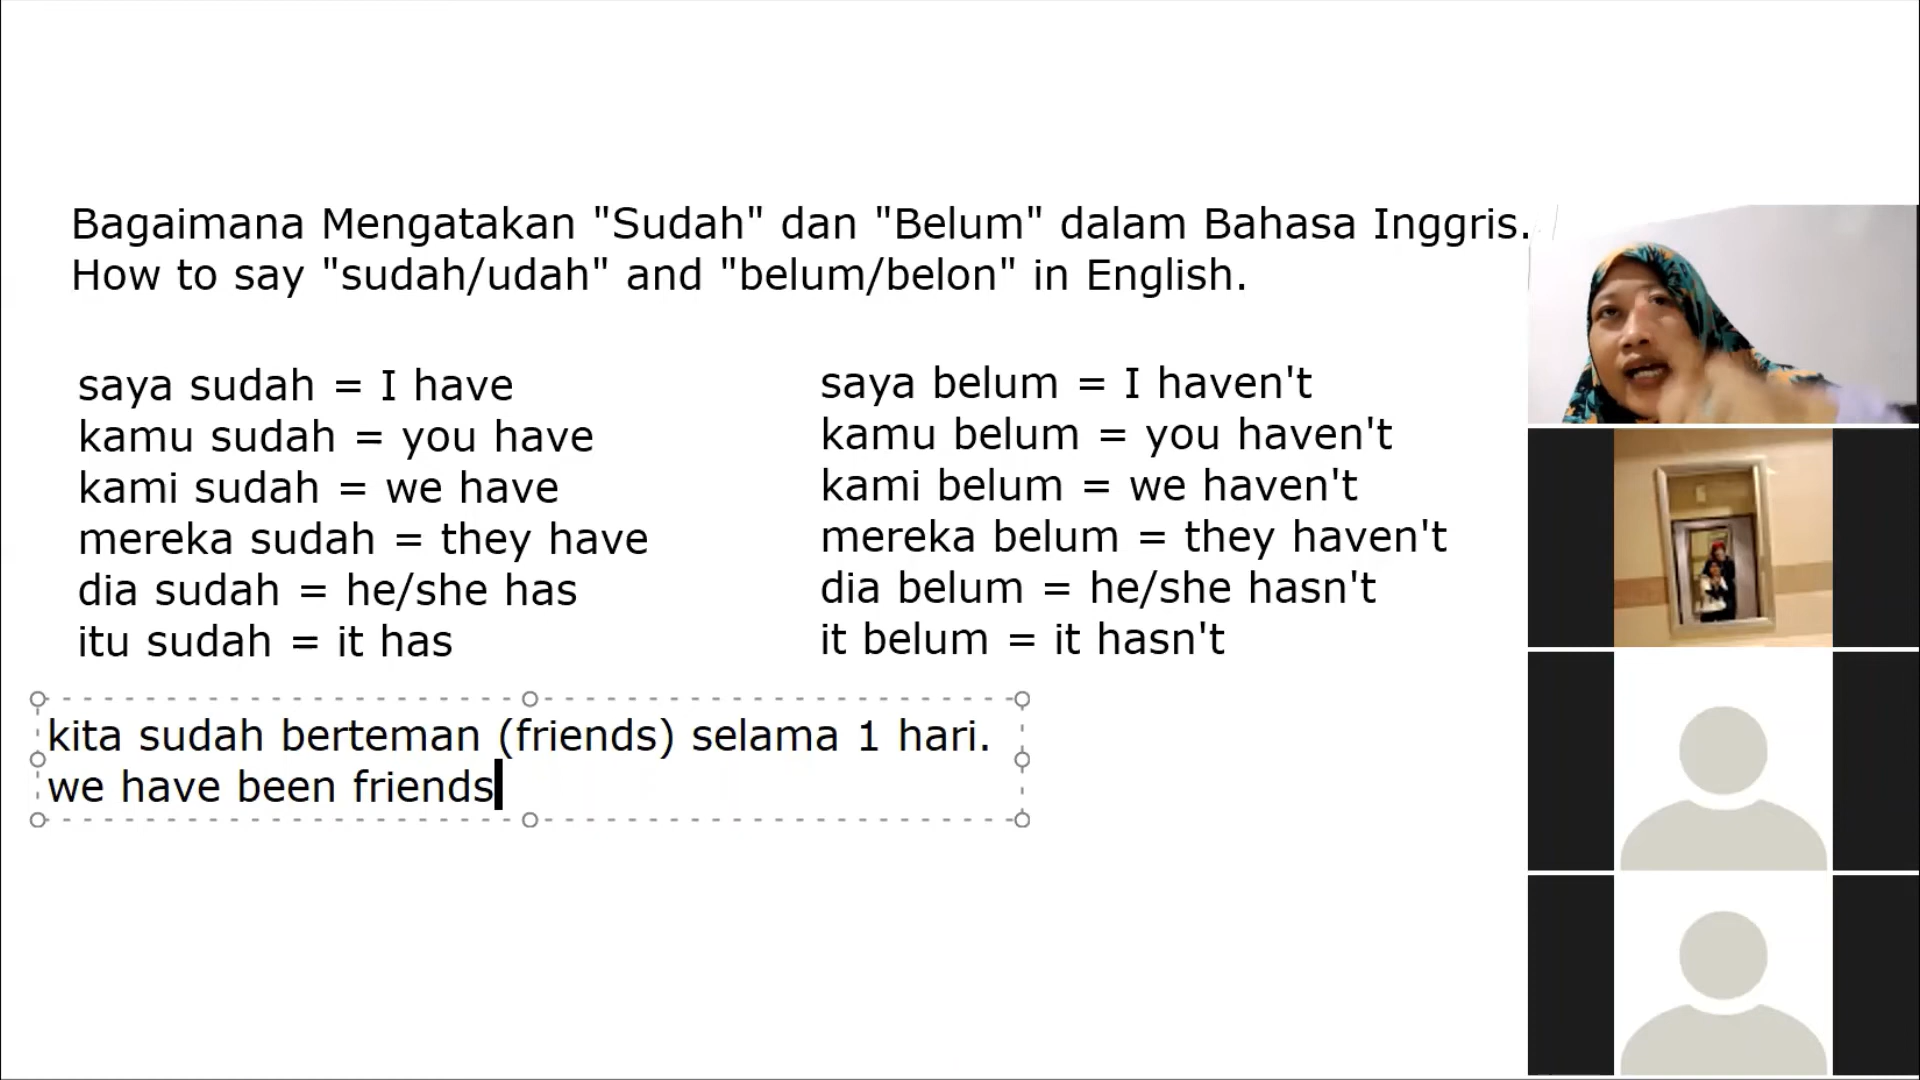 Bagaimana Mengatakan "Sudah" dan "Belum" dalam Bahasa Inggris.
How to say "sudah/udah" and "belum/belon" in English.
saya sudah = I have
kamu sudah = you have
kami sudah = we have
mereka sudah = they have
dia sudah = he/she has
itu sudah = it has
saya belum = I haven't
kamu belum = you haven't
kami belum = we haven't
mereka belum = they haven't
dia belum = he/she hasn't
it belum = it hasn't
kita sudah berteman (friends) selama 1 hari.
we have been friends